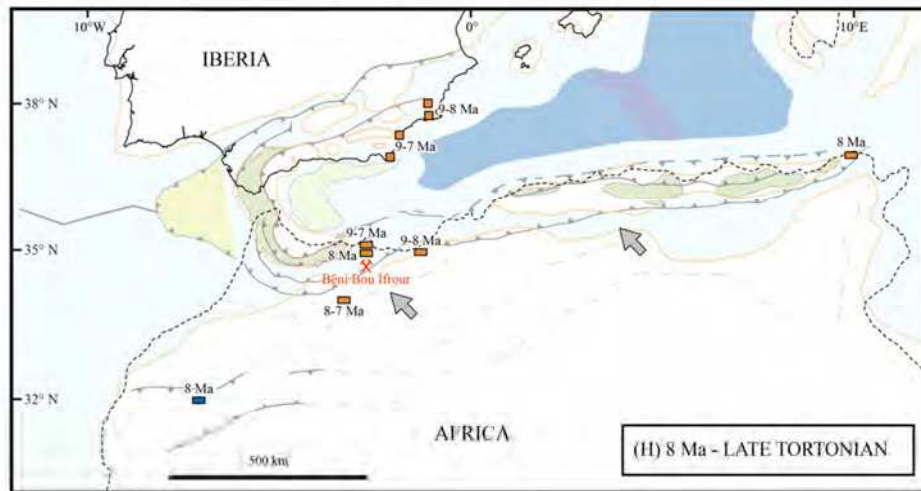 10°W
0°
10°E
IBERIA
38° N
9-8 Ma
9-7 Ma
8 Ma
35° N
9-7 Ma
9-8 Ma
8 Ma
Beni Bou Ifrour
8-7 Ma
8 Ma
32° N
AFRICA
500 km
(H) 8 Ma - LATE TORTONIAN